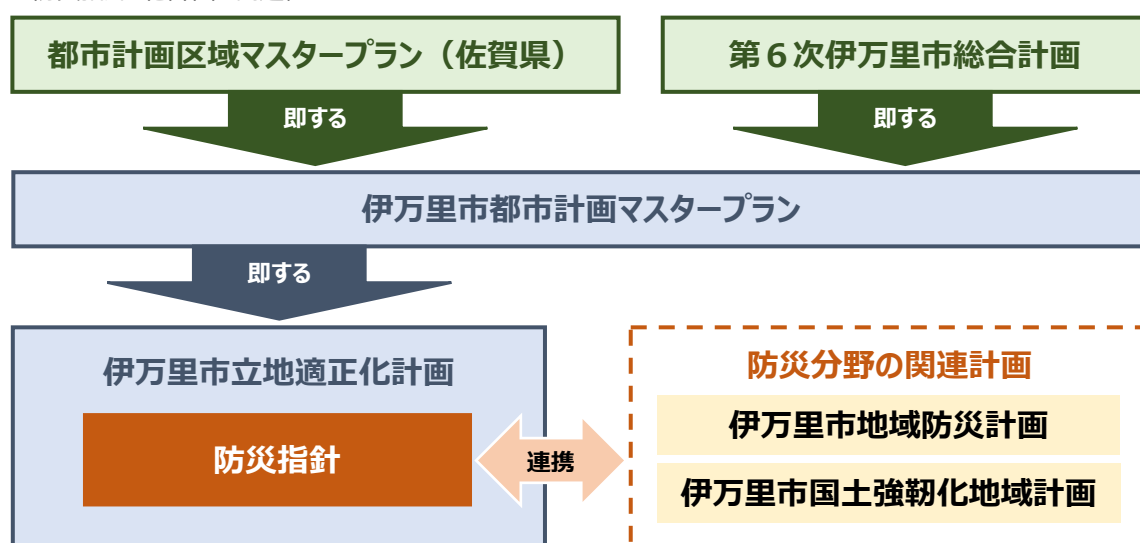 都市計画区域マスタープラン（佐賀県）
第６次伊万里市総合計画
即する
即する
伊万里市都市計画マスタープラン
即する
伊万里市立地適正化計画
防災指針
連携
防災分野の関連計画
伊万里市地域防災計画
伊万里市国土強靭化地域計画